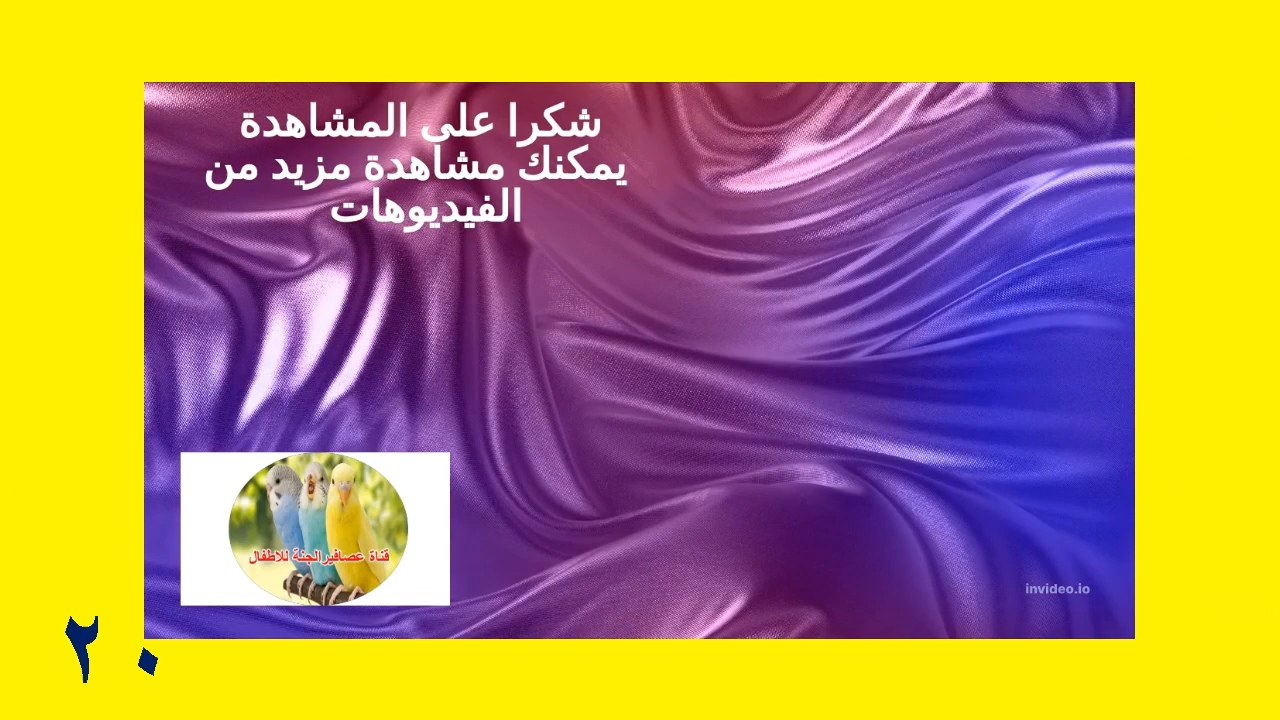 شكرا على المشاهدة
يمكنك مشاهدة مزيد من
الفيديوهات
قناة عصافير الجنة للاطفال
invideo.io
٢٠